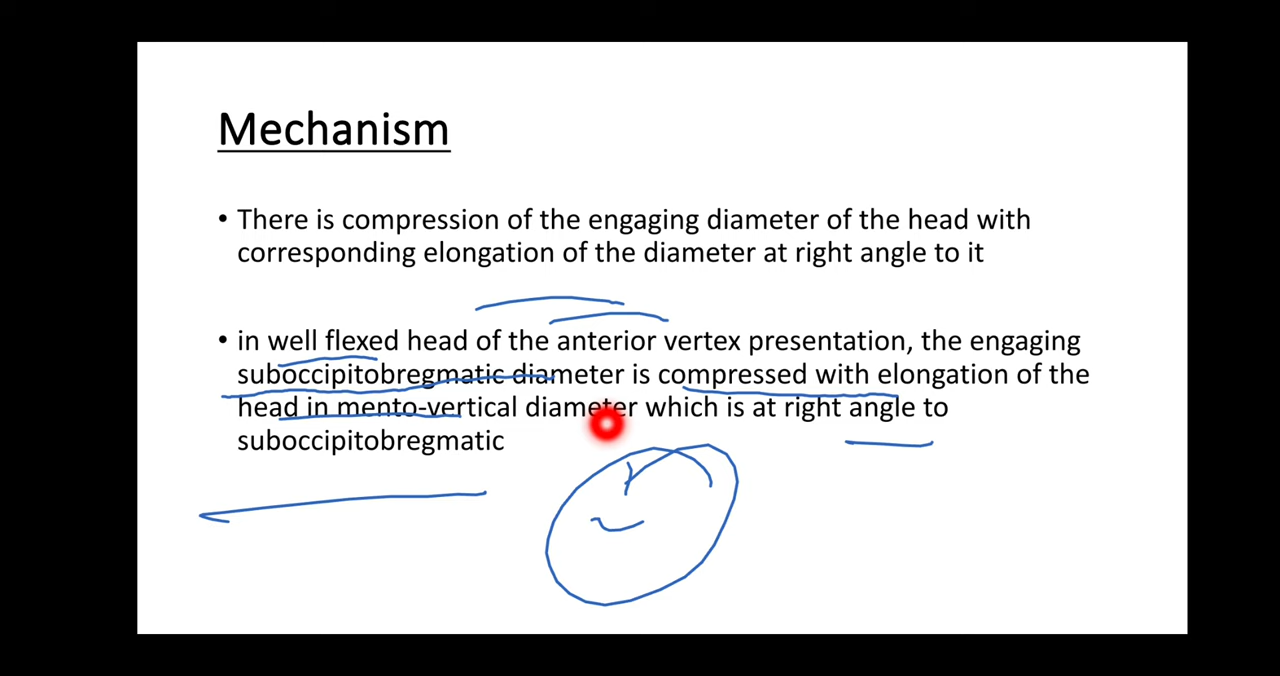 Mechanism
• There is compression of the engaging diameter of the head with
corresponding elongation of the diameter at right angle to it
• in well flexed head of the anterior vertex presentation, the engaging
suboccipitobregmatic diameter is compressed with elongation of the
head in mento-vertical diameter which is at right angle to
suboccipitobregmatic